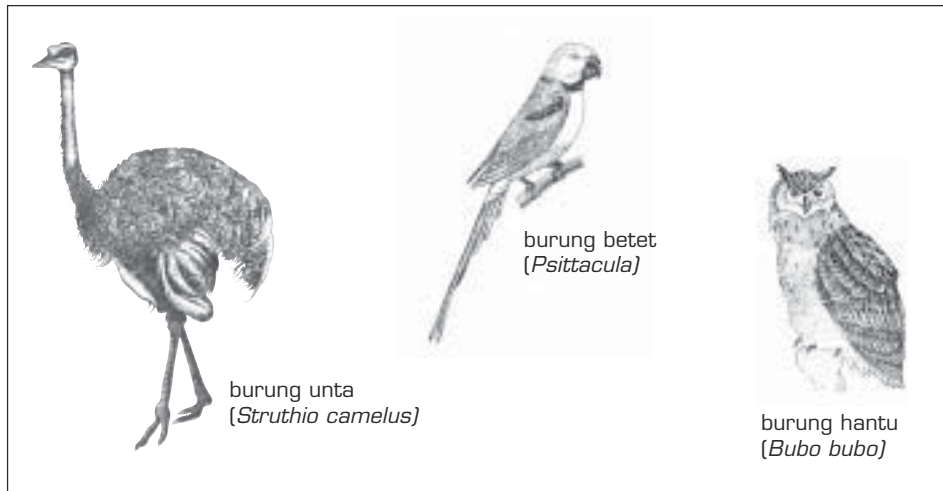 burung unta
(Struthio camelus)
burung betet
(Psittacula)
burung hantu
(Bubo bubo)